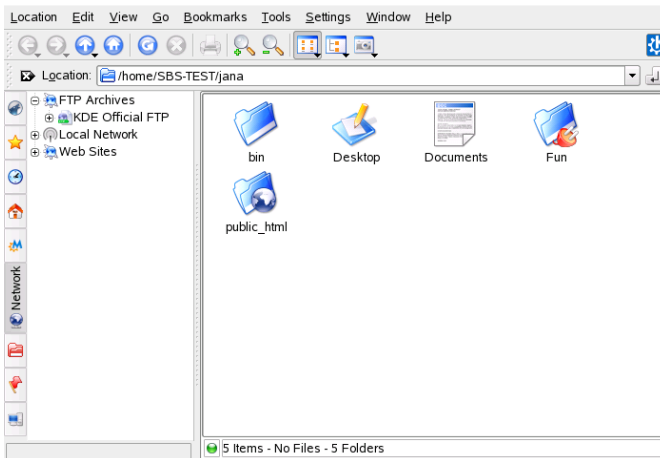 Location Edit View Go Bookmarks Tools Settings Window Help
Location: /home/SBS-TEST/jana
FTP Archives
KDE Official FTP
Local Network
Web Sites
Network
bin Desktop Documents Fun
public_html
5 Items - No Files - 5 Folders